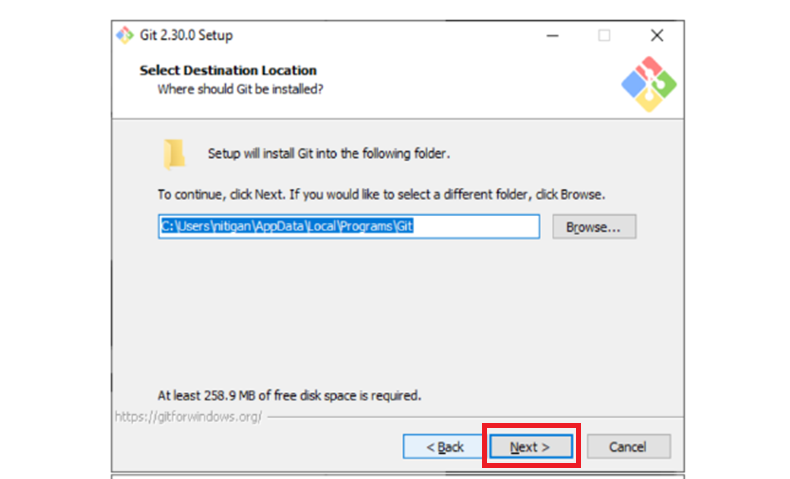 Git 2.30.0 Setup
Select Destination Location
Where should Git be installed?
Setup will install Git into the following folder.
To continue, click Next. If you would like to select a different folder, click Browse.
C:\Users\nitigan\AppData\Local\Programs\Git
Browse...
At least 258.9 MB of free disk space is required.
https://gitforwindows.org/
< Back
Next >
Cancel